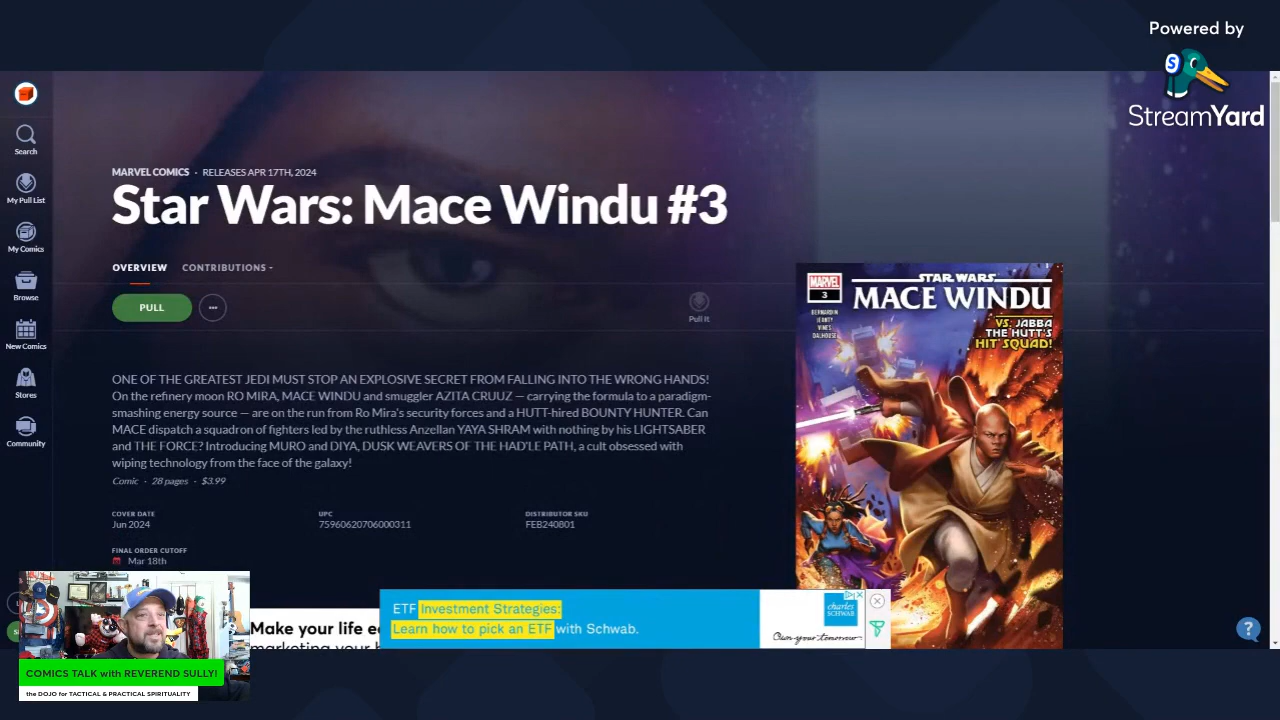 Powered by
S
StreamYard
Search
My Pull List
My Comics
Browse
New Comics
Stores
Community
MARVEL COMICS · RELEASES APR 17TH, 2024
Star Wars: Mace Windu #3
OVERVIEW CONTRIBUTIONS
PULL
Pull It
ONE OF THE GREATEST JEDI MUST STOP AN EXPLOSIVE SECRET FROM FALLING INTO THE WRONG HANDS!
On the refinery moon RO MIRA, MACE WINDU and smuggler AZITA CRUUZ — carrying the formula to a paradigm-
smashing energy source — are on the run from Ro Mira's security forces and a HUTT-hired BOUNTY HUNTER. Can
MACE dispatch a squadron of fighters led by the ruthless Anzellan YAYA SHRAM with nothing by his LIGHTSABER
and THE FORCE? Introducing MURO and DIYA, DUSK WEAVERS OF THE HAD'LE PATH, a cult obsessed with
wiping technology from the face of the galaxy!
Comic · 28 pages · $3.99
COVER DATE
Jun 2024
UPC
75960620706000311
DISTRIBUTOR SKU
FEB240801
FINAL ORDER CUTOFF
Mar 18th
MARVEL
3
BERNARDIN
JEANTY
VINES
DALHOUSE
STAR WARS
MACE WINDU
VS. JABBA
THE HUTT'S
HIT SQUAD!
Make your life
ETF Investment Strategies:
Learn how to pick an ETF with Schwab.
charles
SCHWAB
Own your tomorrow
?
COMICS TALK with REVEREND SULLY!
the DOJO for TACTICAL & PRACTICAL SPIRITUALITY